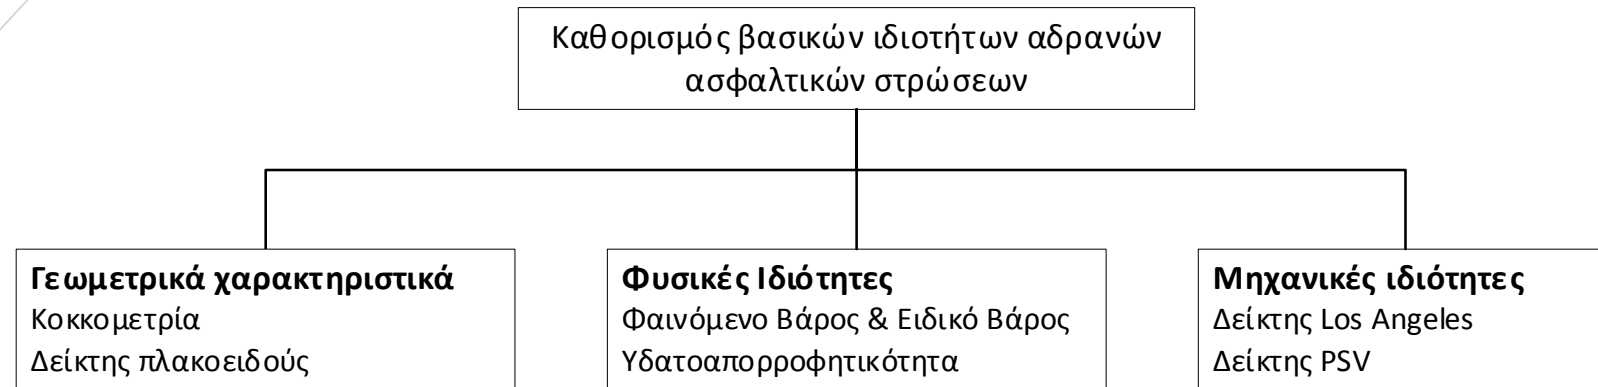 Καθορισμός βασικών ιδιοτήτων αδρανών
ασφαλτικών στρώσεων
Γεωμετρικά χαρακτηριστικά
Κοκκομετρία
Δείκτης πλακοειδούς
Φυσικές Ιδιότητες
Φαινόμενο Βάρος & Ειδικό Βάρος
Υδατοαπορροφητικότητα
Μηχανικές ιδιότητες
Δείκτης Los Angeles
Δείκτης PSV